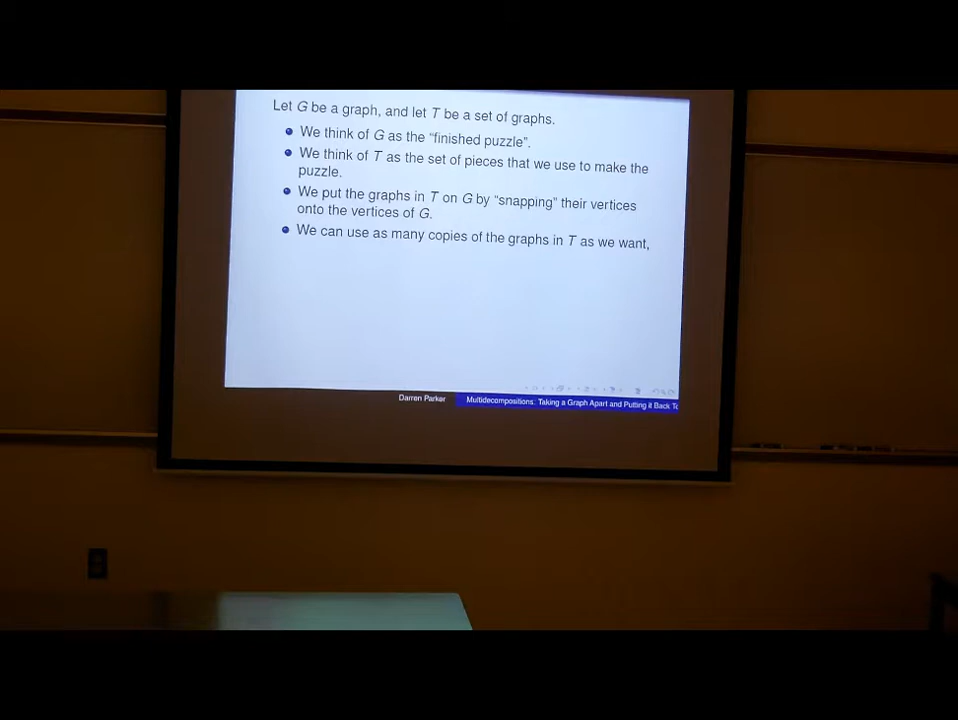 Let G be a graph, and let T be a set of graphs.
We think of G as the “finished puzzle”.
We think of T as the set of pieces that we use to make the
puzzle.
We put the graphs in T on G by “snapping” their vertices
onto the vertices of G.
We can use as many copies of the graphs in T as we want,
Darren Parker
Multidecompositions: Taking a Graph Apart and Putting it Back To